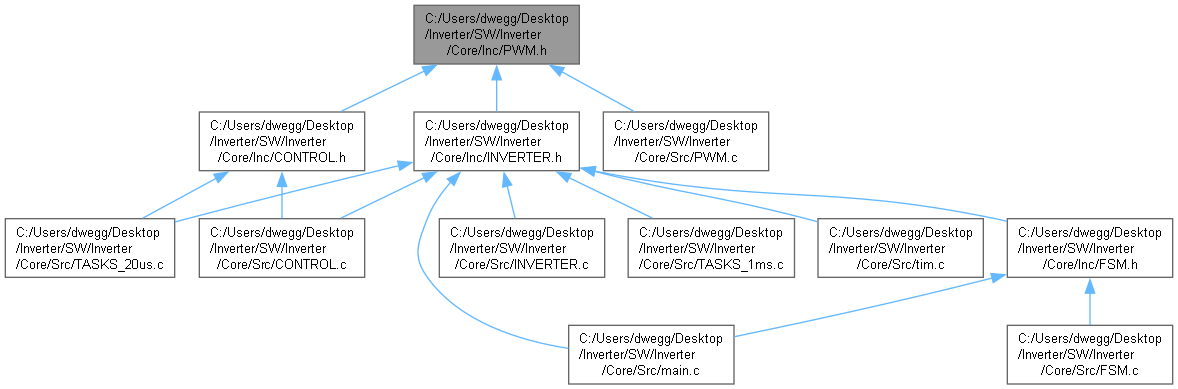 C:/Users/dwegg/Desktop
/Inverter/SW/Inverter
/Core/Inc/PWM.h
C:/Users/dwegg/Desktop
/Inverter/SW/Inverter
/Core/Inc/CONTROL.h
C:/Users/dwegg/Desktop
/Inverter/SW/Inverter
/Core/Inc/INVERTER.h
C:/Users/dwegg/Desktop
/Inverter/SW/Inverter
/Core/Src/PWM.c
C:/Users/dwegg/Desktop
/Inverter/SW/Inverter
/Core/Src/TASKS_20us.c
C:/Users/dwegg/Desktop
/Inverter/SW/Inverter
/Core/Src/CONTROL.c
C:/Users/dwegg/Desktop
/Inverter/SW/Inverter
/Core/Src/INVERTER.c
C:/Users/dwegg/Desktop
/Inverter/SW/Inverter
/Core/Src/TASKS_1ms.c
C:/Users/dwegg/Desktop
/Inverter/SW/Inverter
/Core/Src/tim.c
C:/Users/dwegg/Desktop
/Inverter/SW/Inverter
/Core/Inc/FSM.h
C:/Users/dwegg/Desktop
/Inverter/SW/Inverter
/Core/Src/main.c
C:/Users/dwegg/Desktop
/Inverter/SW/Inverter
/Core/Src/FSM.c